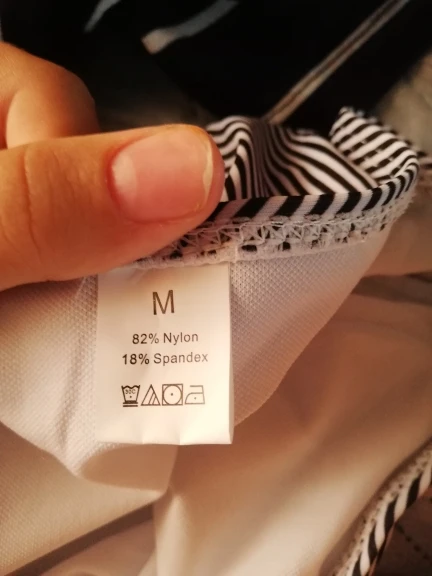 M
82% Nylon
18% Spandex